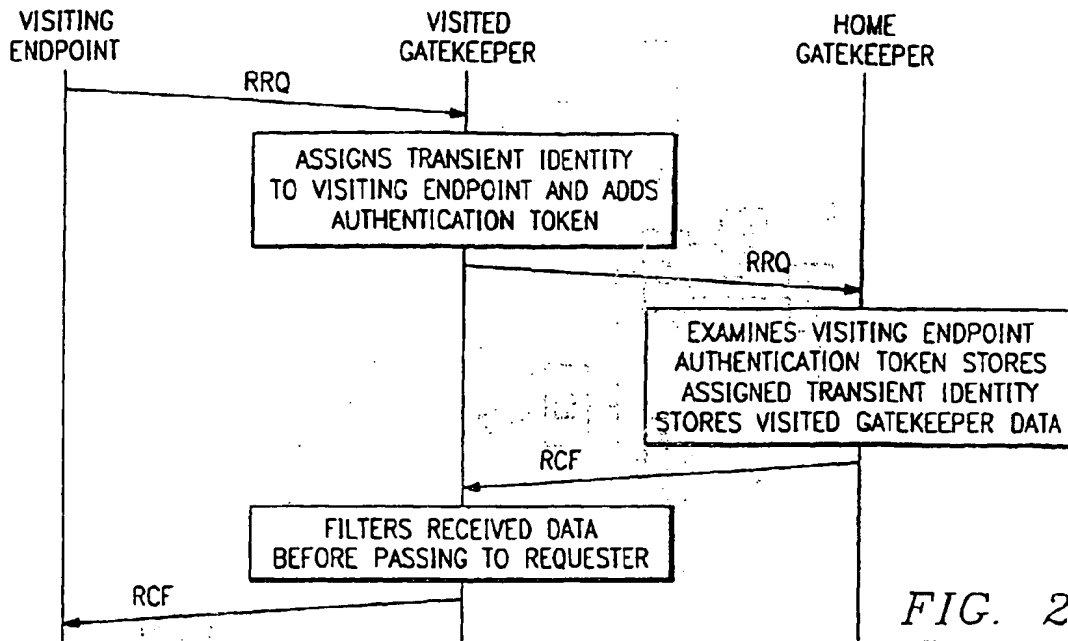 VISITING
ENDPOINT
VISITED
GATEKEEPER
HOME
GATEKEEPER
RRQ
ASSIGNS TRANSIENT IDENTITY
TO VISITING ENDPOINT AND ADDS
AUTHENTICATION TOKEN
RRQ
EXAMINES VISITING ENDPOINT
AUTHENTICATION TOKEN STORES
ASSIGNED TRANSIENT IDENTITY
STORES VISITED GATEKEEPER DATA
RCF
FILTERS RECEIVED DATA
BEFORE PASSING TO REQUESTER
RCF
FIG. 2